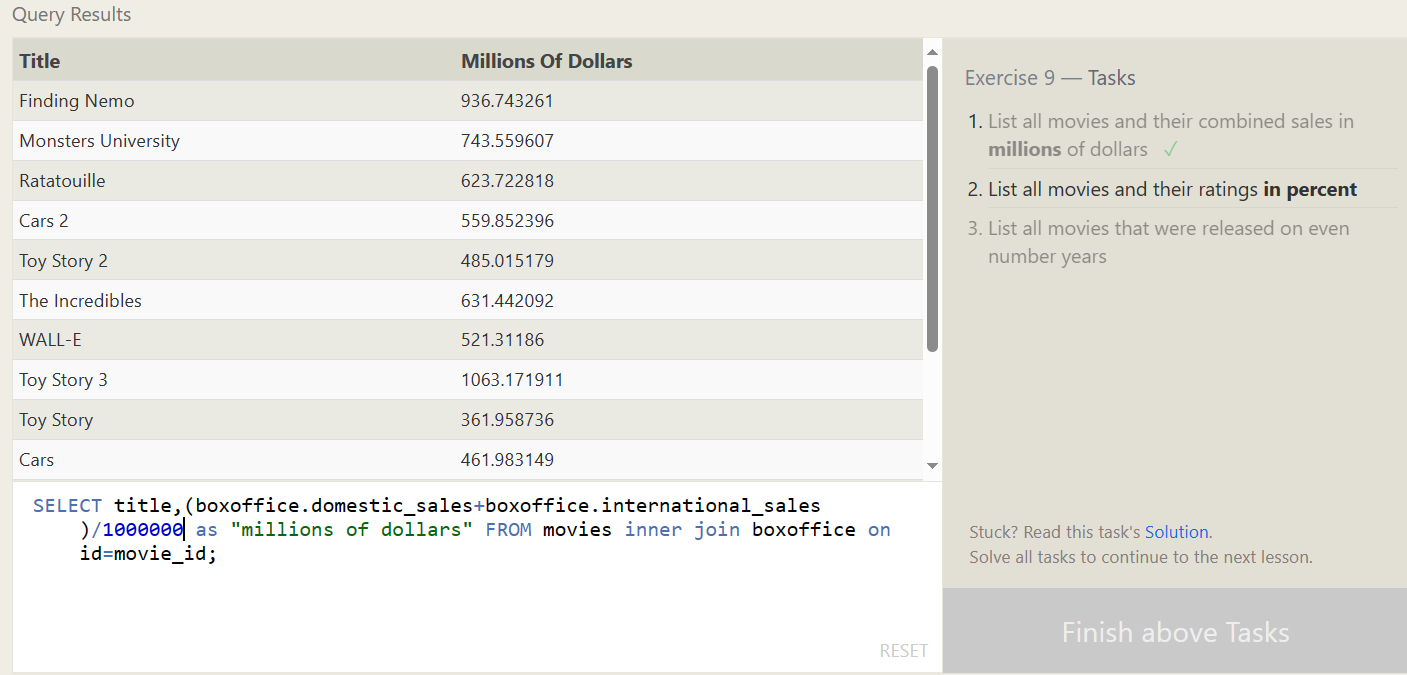 Query Results
Title Millions Of Dollars
Finding Nemo 936.743261
Monsters University 743.559607
Ratatouille 623.722818
Cars 2 559.852396
Toy Story 2 485.015179
The Incredibles 631.442092
WALL-E 521.31186
Toy Story 3 1063.171911
Toy Story 361.958736
Cars 461.983149
SELECT title,(boxoffice.domestic_sales+boxoffice.international_sales
)/1000000 as "millions of dollars" FROM movies inner join boxoffice on
id=movie_id;
RESET
Exercise 9 — Tasks
1. List all movies and their combined sales in
millions of dollars ✓
2. List all movies and their ratings in percent
3. List all movies that were released on even
number years
Stuck? Read this task's Solution.
Solve all tasks to continue to the next lesson.
Finish above Tasks